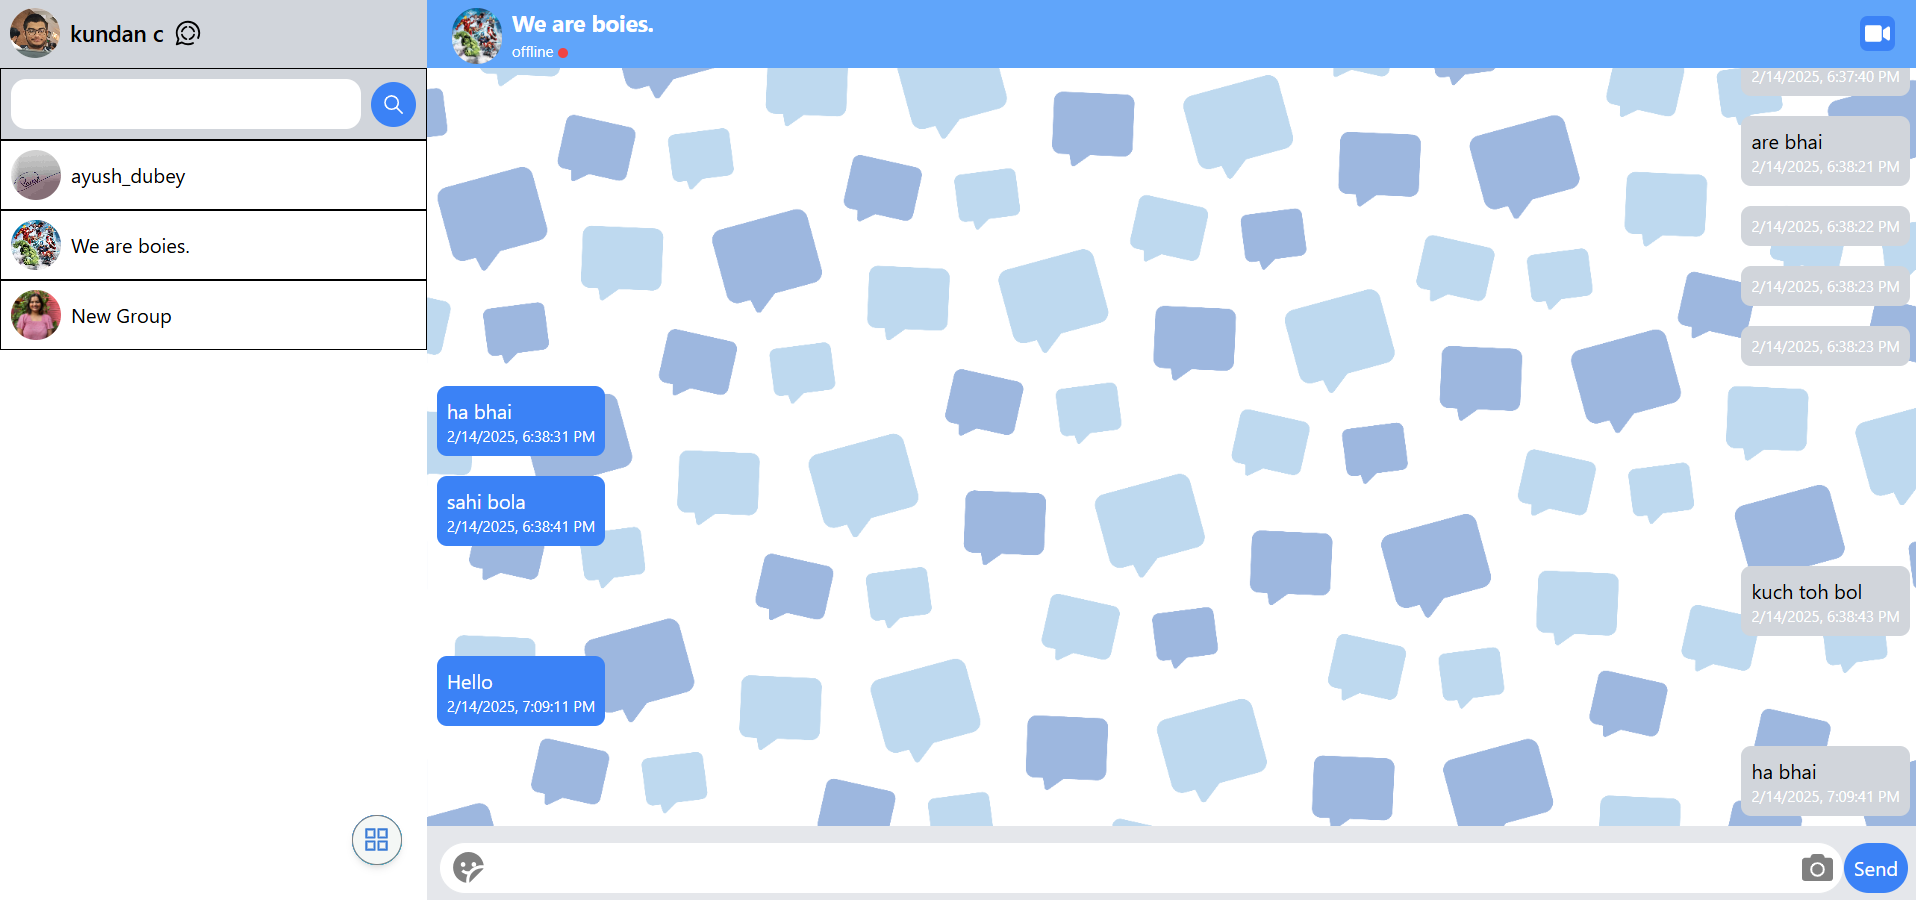 kundan c
ayush_dubey
We are boies.
New Group
We are boies.
offline
2/14/2025, 6:37:40 PM
are bhai
2/14/2025, 6:38:21 PM
2/14/2025, 6:38:22 PM
2/14/2025, 6:38:23 PM
2/14/2025, 6:38:23 PM
ha bhai
2/14/2025, 6:38:31 PM
sahi bola
2/14/2025, 6:38:41 PM
kuch toh bol
2/14/2025, 6:38:43 PM
Hello
2/14/2025, 7:09:11 PM
ha bhai
2/14/2025, 7:09:41 PM
Send